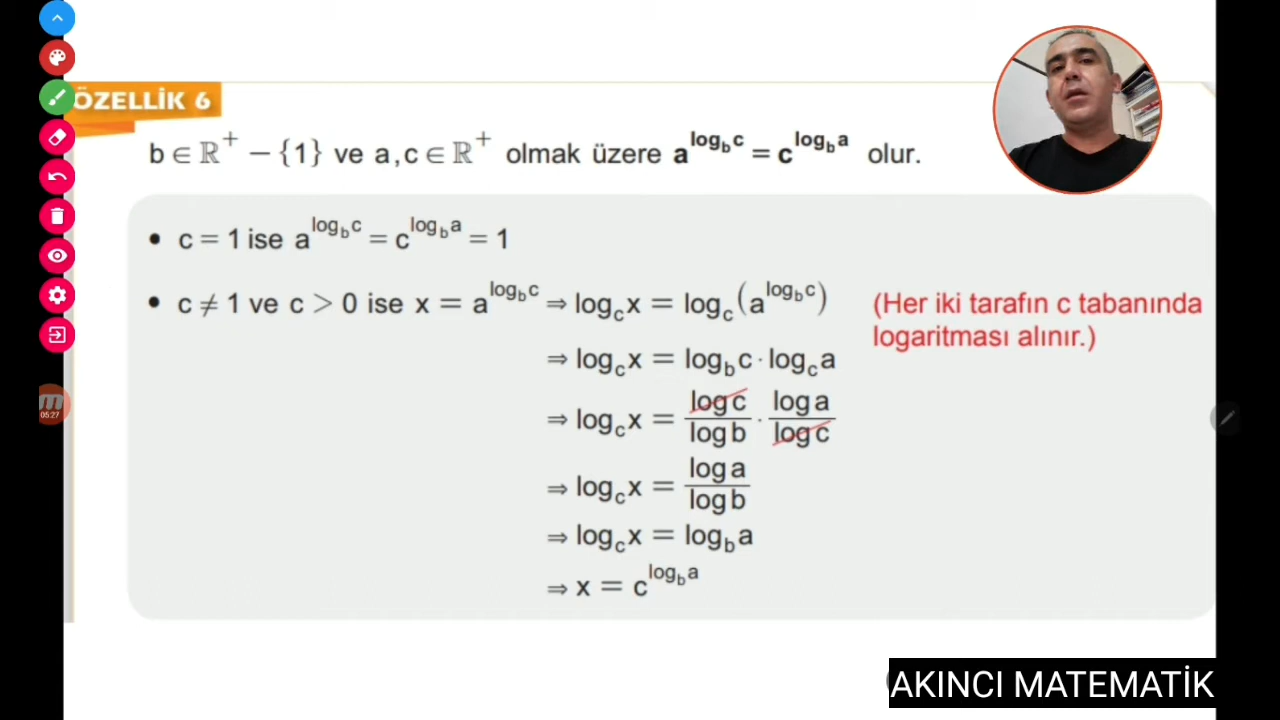 ÖZELLİK 6
b ∈ ℝ⁺ − {1} ve a,c ∈ ℝ⁺ olmak üzere a^(log_b c) = c^(log_b a) olur.
• c = 1 ise a^(log_b c) = c^(log_b a) = 1
• c ≠ 1 ve c > 0 ise x = a^(log_b c) ⇒ log_c x = log_c (a^(log_b c)) (Her iki tarafın c tabanında
logaritması alınır.)
⇒ log_c x = log_b c · log_c a
⇒ log_c x = log c / log b · log a / log c
⇒ log_c x = log a / log b
⇒ log_c x = log_b a
⇒ x = c^(log_b a)
05:27
AKINCI MATEMATİK